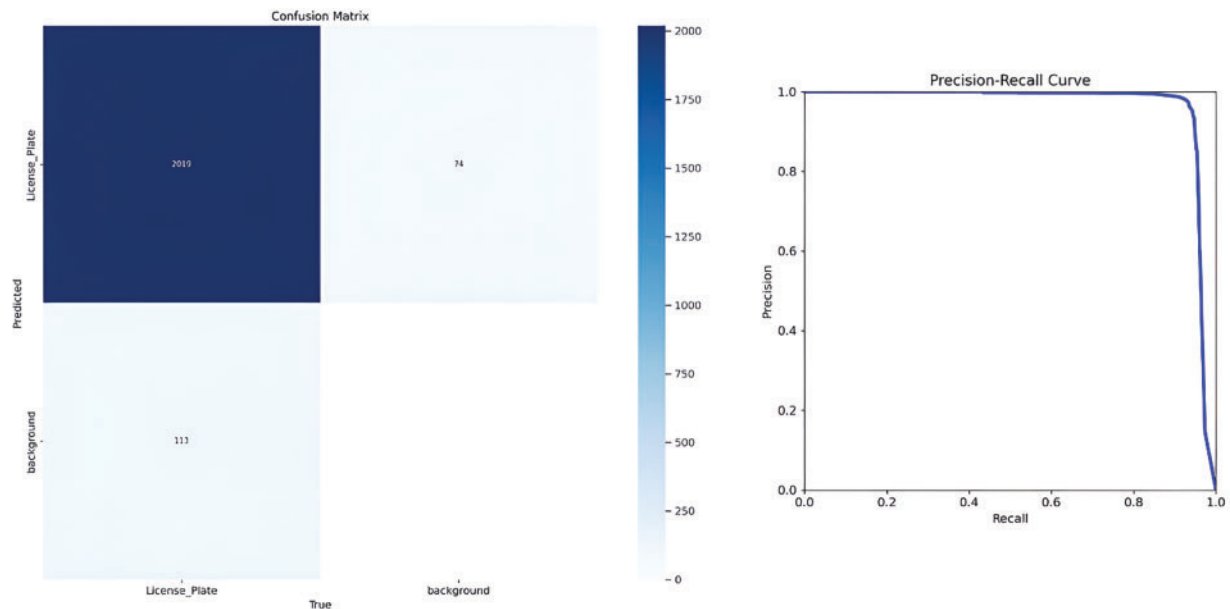 Confusion Matrix
License_Plate
background
Predicted
2019
74
113
License_Plate
background
True
2000
1750
1500
1250
1000
750
500
250
0
Precision-Recall Curve
Precision
1.0
0.8
0.6
0.4
0.2
0.0
0.0 0.2 0.4 0.6 0.8 1.0
Recall